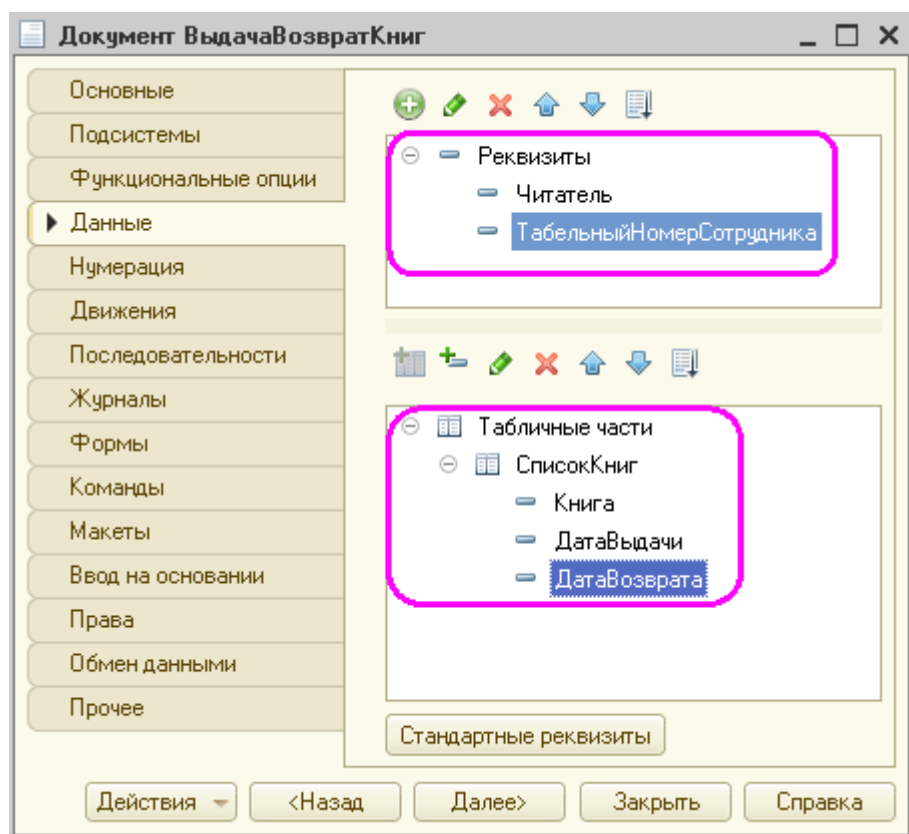 Документ ВыдачаВозвратКниг
Основные
Подсистемы
Функциональные опции
Данные
Нумерация
Движения
Последовательности
Журналы
Формы
Команды
Макеты
Ввод на основании
Права
Обмен данными
Прочее
Реквизиты
Читатель
ТабельныйНомерСотрудника
Табличные части
СписокКниг
Книга
ДатаВыдачи
ДатаВозврата
Стандартные реквизиты
Действия
<Назад
Далее>
Закрыть
Справка